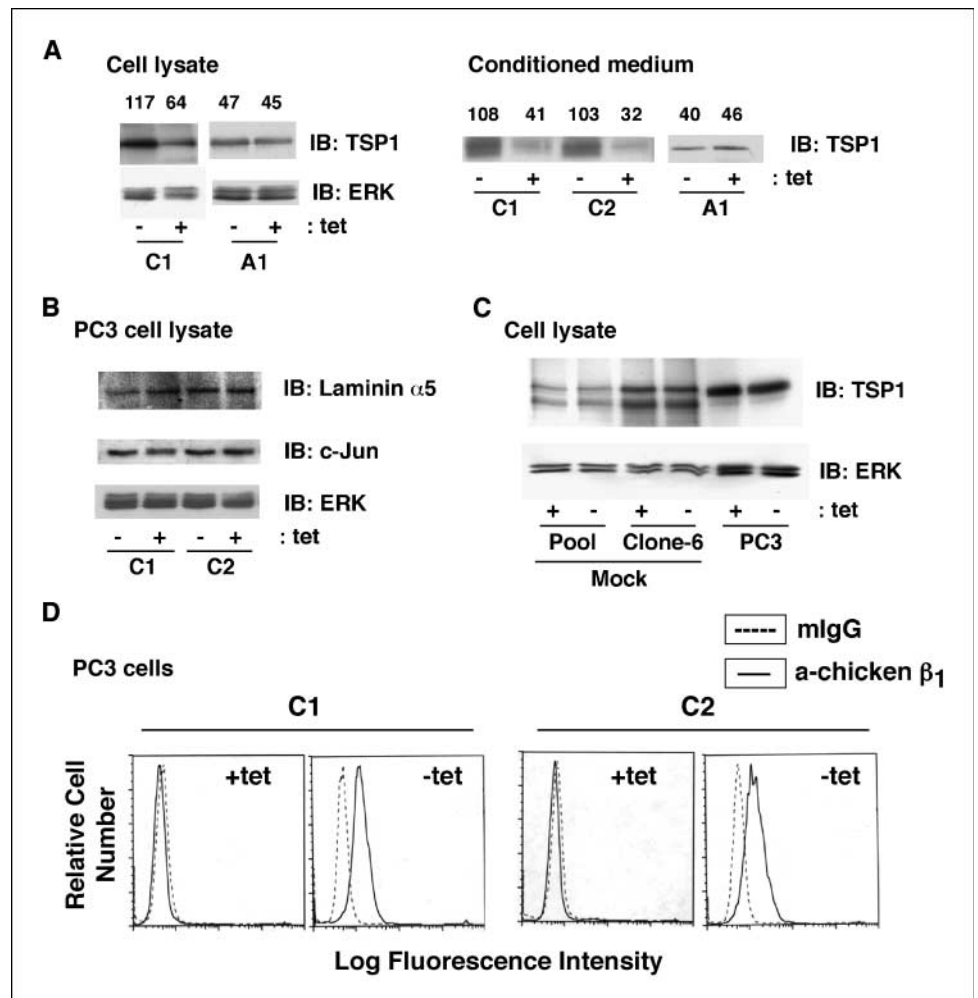 A
Cell lysate
117 64 47 45
IB: TSP1
IB: ERK
- + - + : tet
C1 A1
Conditioned medium
108 41 103 32 40 46
IB: TSP1
- + - + - + : tet
C1 C2 A1
B
PC3 cell lysate
IB: Laminin α5
IB: c-Jun
IB: ERK
- + - + : tet
C1 C2
C
Cell lysate
IB: TSP1
IB: ERK
+ - + - + - : tet
Pool Clone-6 PC3
Mock
D
mIgG
a-chicken β1
PC3 cells
C1 C2
+tet -tet +tet -tet
Relative Cell
Number
Log Fluorescence Intensity